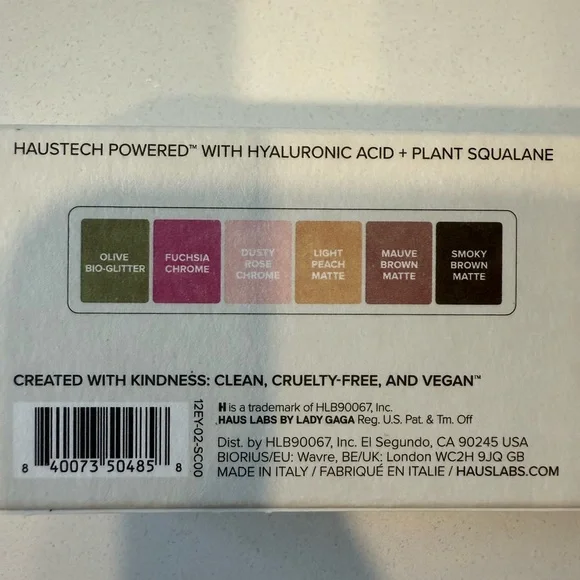 HAUSTECH POWERED™ WITH HYALURONIC ACID + PLANT SQUALANE
OLIVE
BIO-GLITTER
FUCHSIA
CHROME
DUSTY
ROSE
CHROME
LIGHT
PEACH
MATTE
MAUVE
BROWN
MATTE
SMOKY
BROWN
MATTE
CREATED WITH KINDNESS: CLEAN, CRUELTY-FREE, AND VEGAN™
8 40073 50485 8
12EY-02-SC00
H is a trademark of HLB90067, Inc.
HAUS LABS BY LADY GAGA Reg. U.S. Pat. & Tm. Off
Dist. by HLB90067, Inc. El Segundo, CA 90245 USA
BIORIUS/EU: Wavre, BE/UK: London WC2H 9JQ GB
MADE IN ITALY / FABRIQUÉ EN ITALIE / HAUSLABS.COM